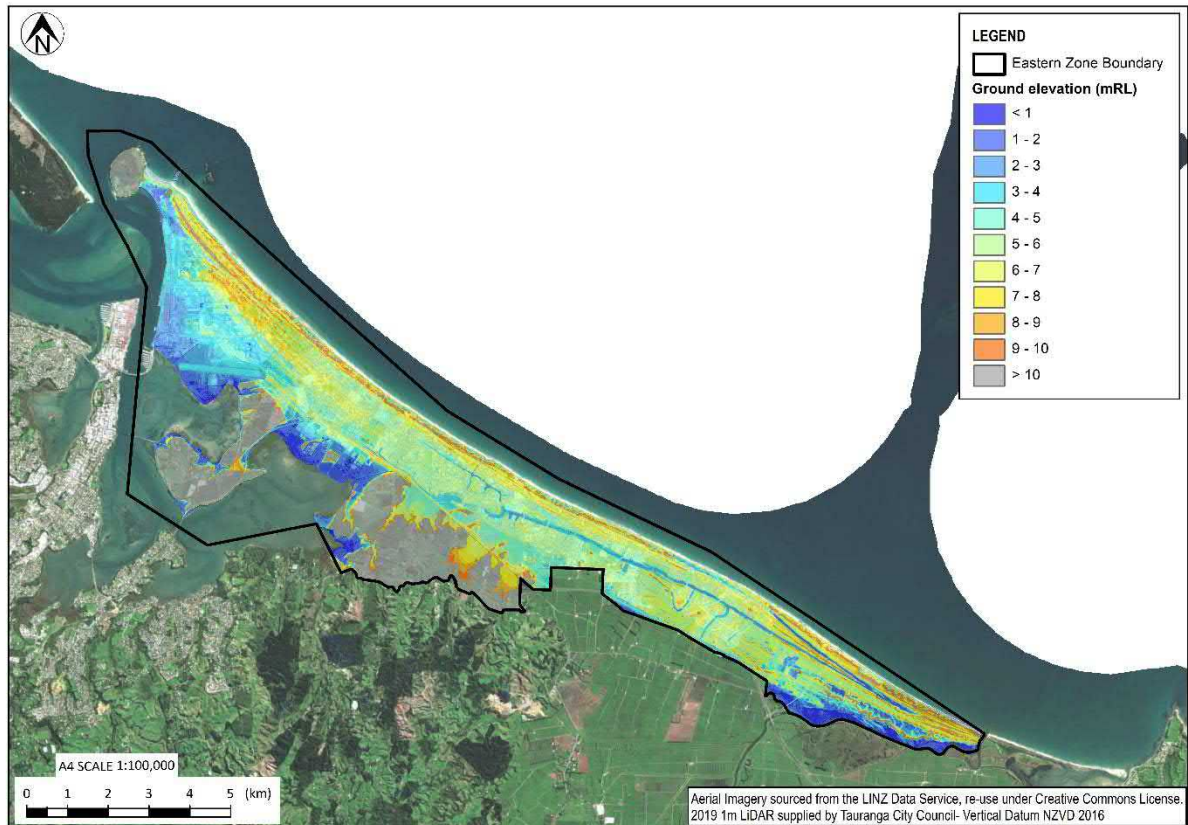 N
LEGEND
Eastern Zone Boundary
Ground elevation (mRL)
< 1
1 - 2
2 - 3
3 - 4
4 - 5
5 - 6
6 - 7
7 - 8
8 - 9
9 - 10
> 10
A4 SCALE 1:100,000
0 1 2 3 4 5 (km)
Aerial Imagery sourced from the LINZ Data Service, re-use under Creative Commons License.
2019 1m LiDAR supplied by Tauranga City Council- Vertical Datum NZVD 2016